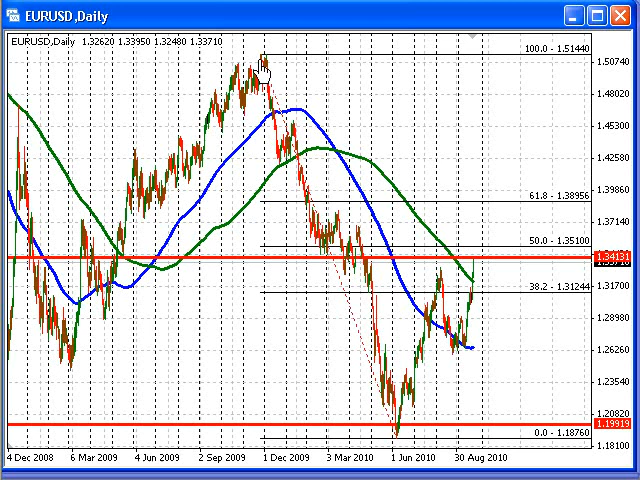 EURUSD,Daily
EURUSD,Daily 1.32620 1.33950 1.32480 1.33710
100.0 - 1.51440
1.50740
1.48020
1.45300
1.42580
61.8 - 1.38956
1.39860
1.37140
50.0 - 1.35100
1.34131
38.2 - 1.31244
1.31700
1.28980
1.26260
1.23540
1.20820
1.19919
0.0 - 1.18760
1.18100
4 Dec 2008 6 Mar 2009 4 Jun 2009 2 Sep 2009 1 Dec 2009 3 Mar 2010 1 Jun 2010 30 Aug 2010